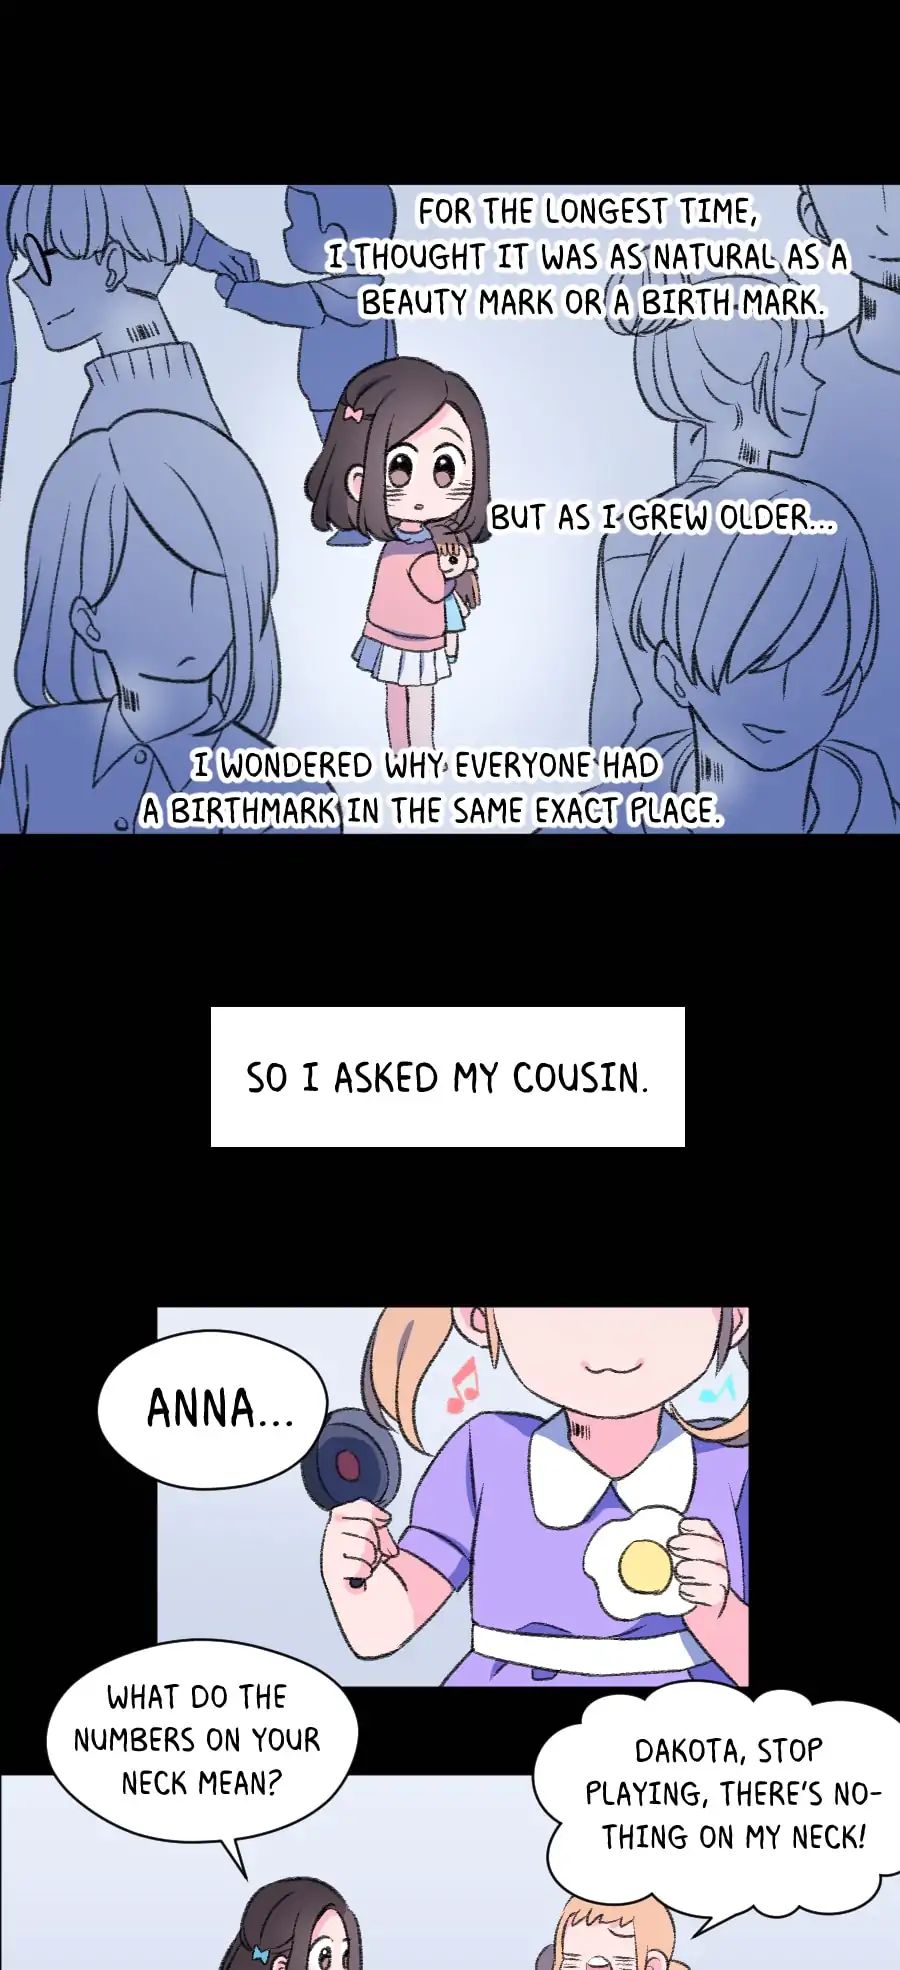 FOR THE LONGEST TIME,
I THOUGHT IT WAS AS NATURAL AS A
BEAUTY MARK OR A BIRTH MARK.
BUT AS I GREW OLDER...
I WONDERED WHY EVERYONE HAD
A BIRTHMARK IN THE SAME EXACT PLACE.
SO I ASKED MY COUSIN.
ANNA...
WHAT DO THE
NUMBERS ON YOUR
NECK MEAN?
DAKOTA, STOP
PLAYING, THERE'S NO-
THING ON MY NECK!